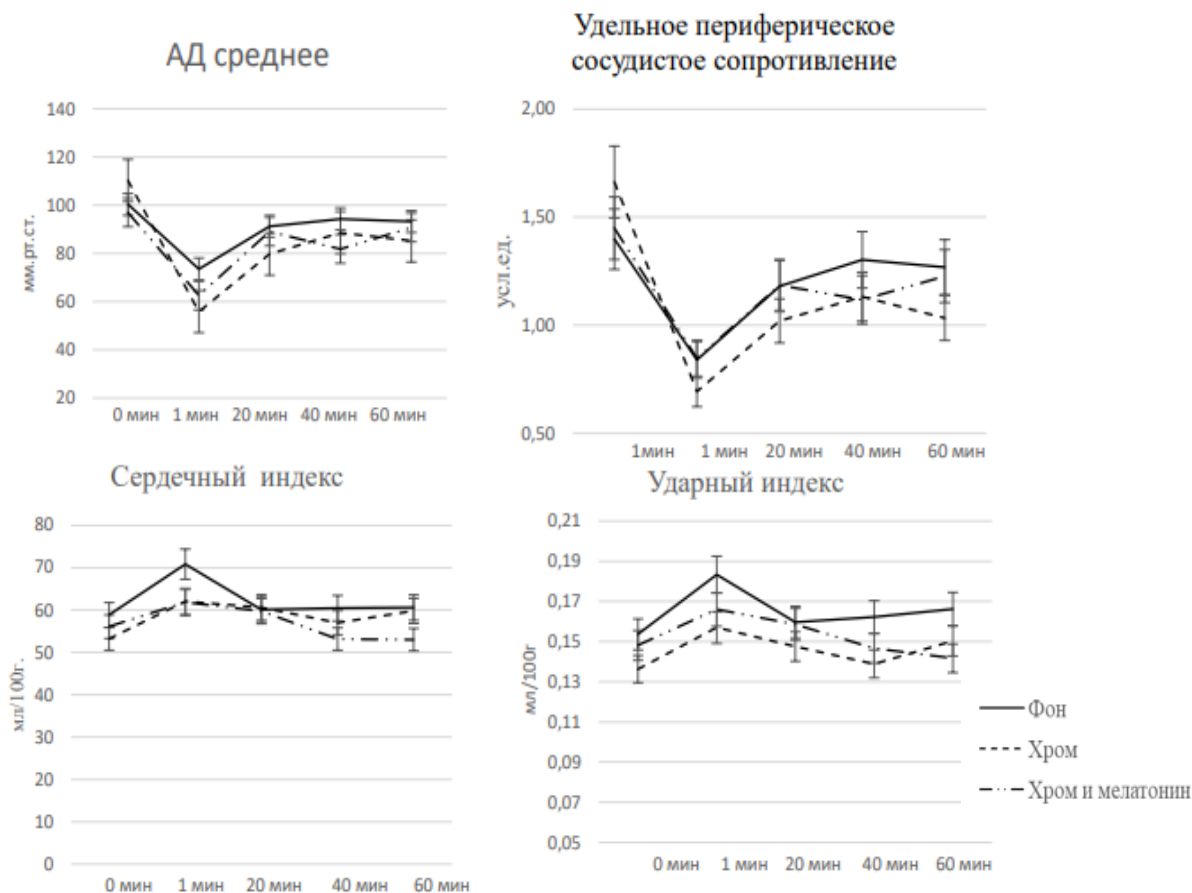 АД среднее
мм.рт.ст.
140
120
100
80
60
40
20
0 мин 1 мин 20 мин 40 мин 60 мин
Удельное периферическое
сосудистое сопротивление
усл.ед.
2,00
1,50
1,00
0,50
1мин 1 мин 20 мин 40 мин 60 мин
Сердечный индекс
мл/100г.
80
70
60
50
40
30
20
10
0
0 мин 1 мин 20 мин 40 мин 60 мин
Ударный индекс
мл/100г
0,21
0,19
0,17
0,15
0,13
0,11
0,09
0,07
0,05
0 мин 1 мин 20 мин 40 мин 60 мин
Фон
Хром
Хром и мелатонин